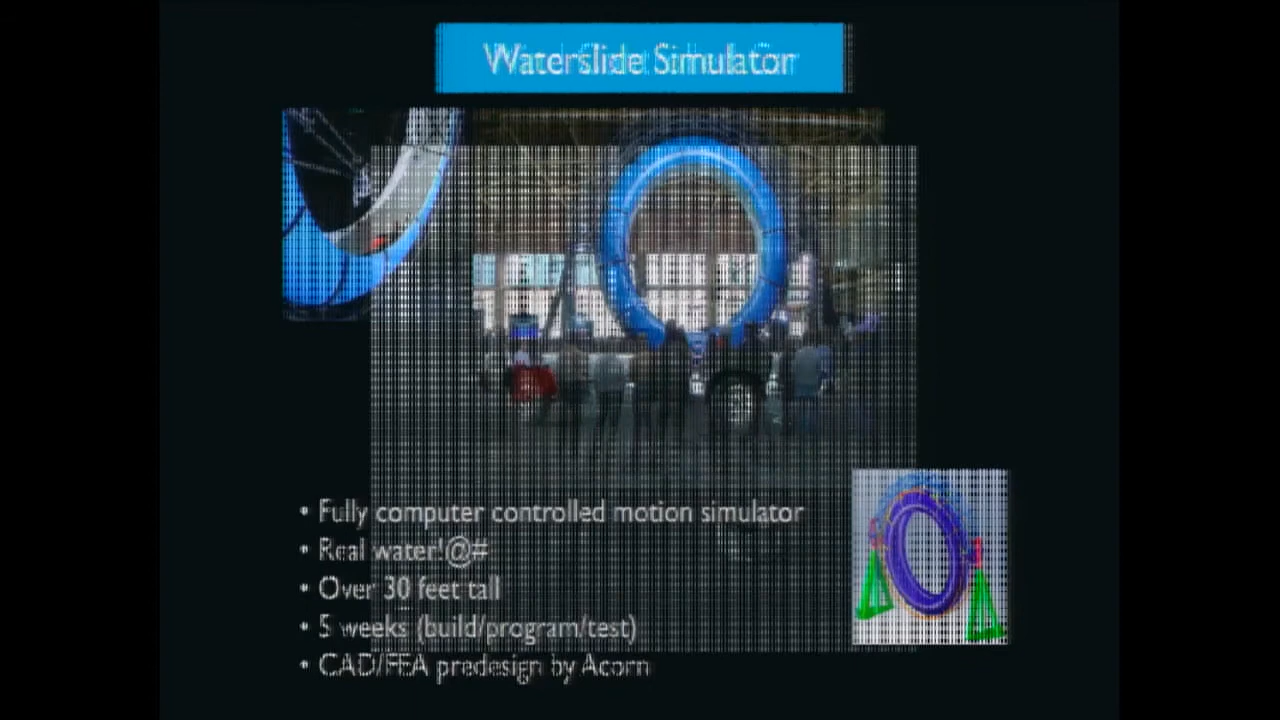 Waterslide Simulator
• Fully computer controlled motion simulator
• Real water!@#
• Over 30 feet tall
• 5 weeks (build/program/test)
• CAD/FEA predesign by Acorn